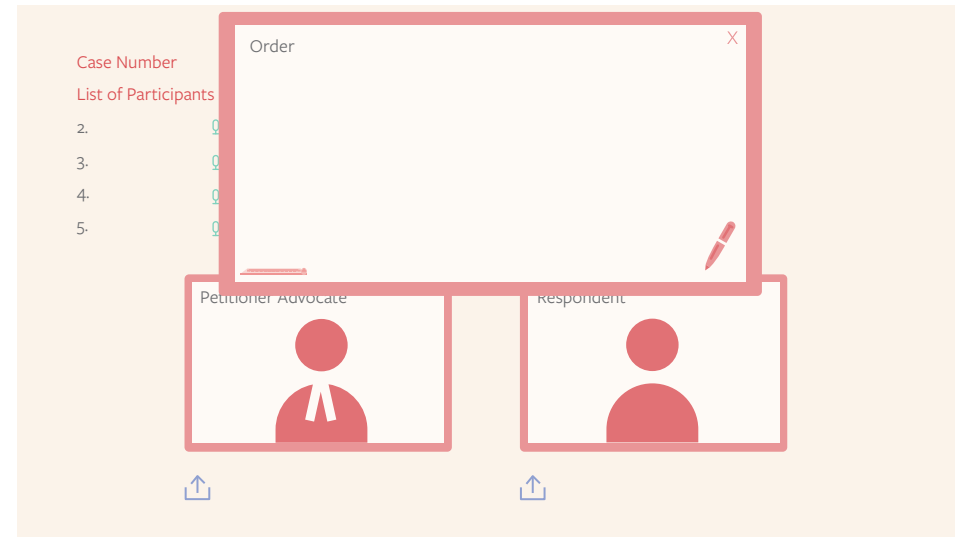 Order
X
Case Number
List of Participants
2.
3.
4.
5.
Petitioner Advocate
Respondent